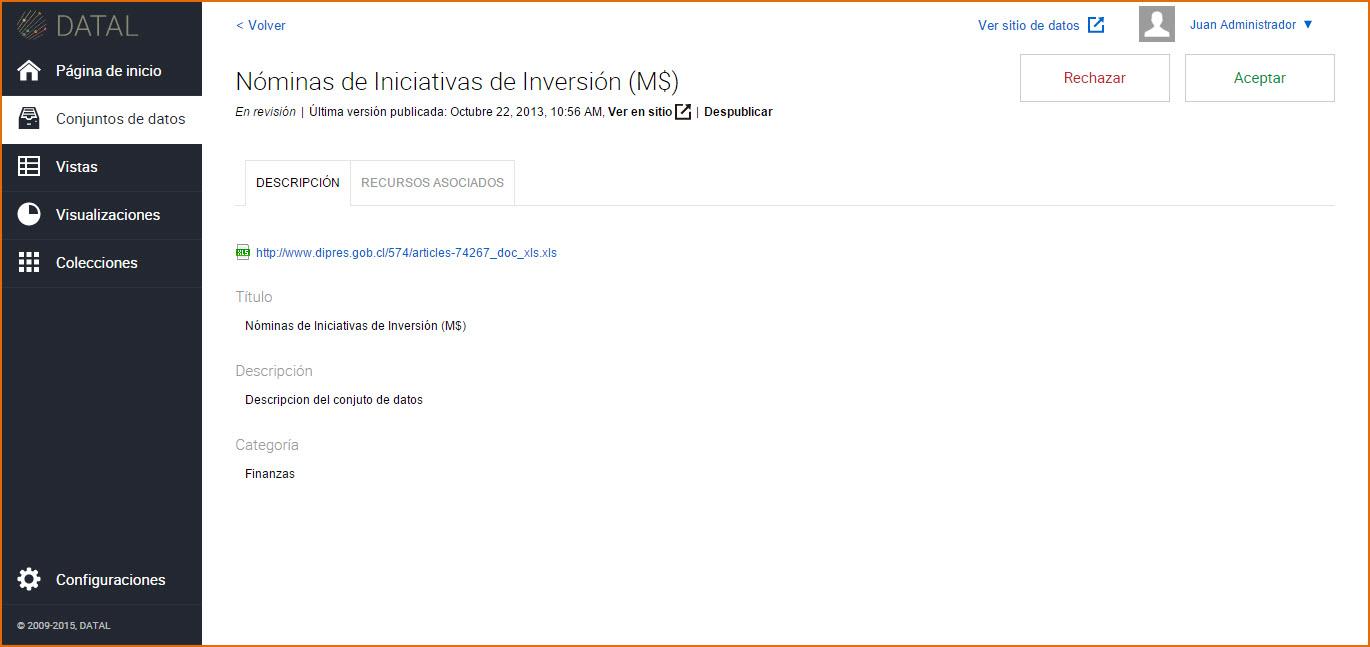 DATAL
Página de inicio
Conjuntos de datos
Vistas
Visualizaciones
Colecciones
Configuraciones
© 2009-2015, DATAL
< Volver
Ver sitio de datos
Juan Administrador ▼
Nóminas de Iniciativas de Inversión (M$)
Rechazar
Aceptar
En revisión | Última versión publicada: Octubre 22, 2013, 10:56 AM, Ver en sitio | Despublicar
DESCRIPCIÓN
RECURSOS ASOCIADOS
XLS http://www.dipres.gob.cl/574/articles-74267_doc_xls.xls
Título
Nóminas de Iniciativas de Inversión (M$)
Descripción
Descripcion del conjuto de datos
Categoría
Finanzas